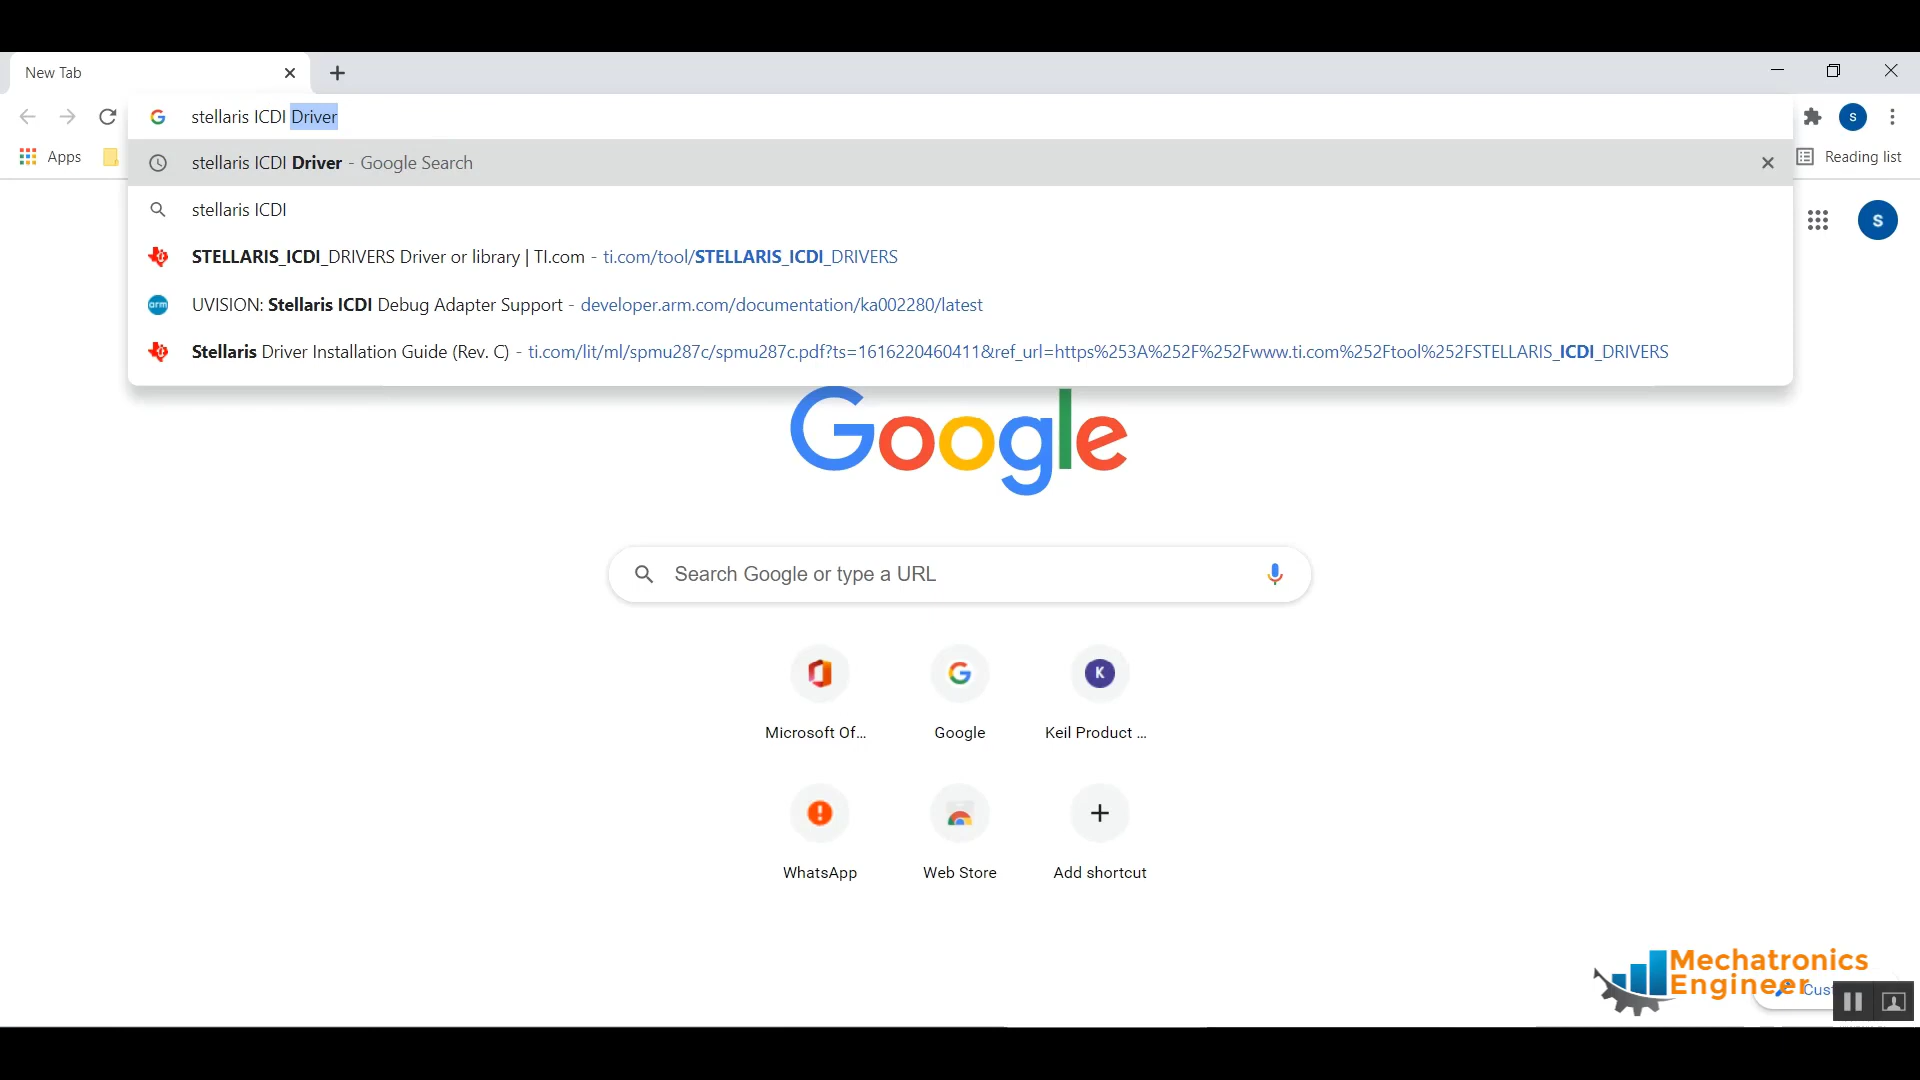 New Tab
stellaris ICDI Driver
S
Apps
Reading list
stellaris ICDI Driver - Google Search
stellaris ICDI
S
STELLARIS_ICDI_DRIVERS Driver or library | TI.com - ti.com/tool/STELLARIS_ICDI_DRIVERS
arm
UVISION: Stellaris ICDI Debug Adapter Support - developer.arm.com/documentation/ka002280/latest
Stellaris Driver Installation Guide (Rev. C) - ti.com/lit/ml/spmu287c/spmu287c.pdf?ts=1616220460411&ref_url=https%253A%252F%252Fwww.ti.com%252Ftool%252FSTELLARIS_ICDI_DRIVERS
Google
Search Google or type a URL
K
Microsoft Of...
Google
Keil Product ...
WhatsApp
Web Store
Add shortcut
Mechatronics
Engineer
Cust